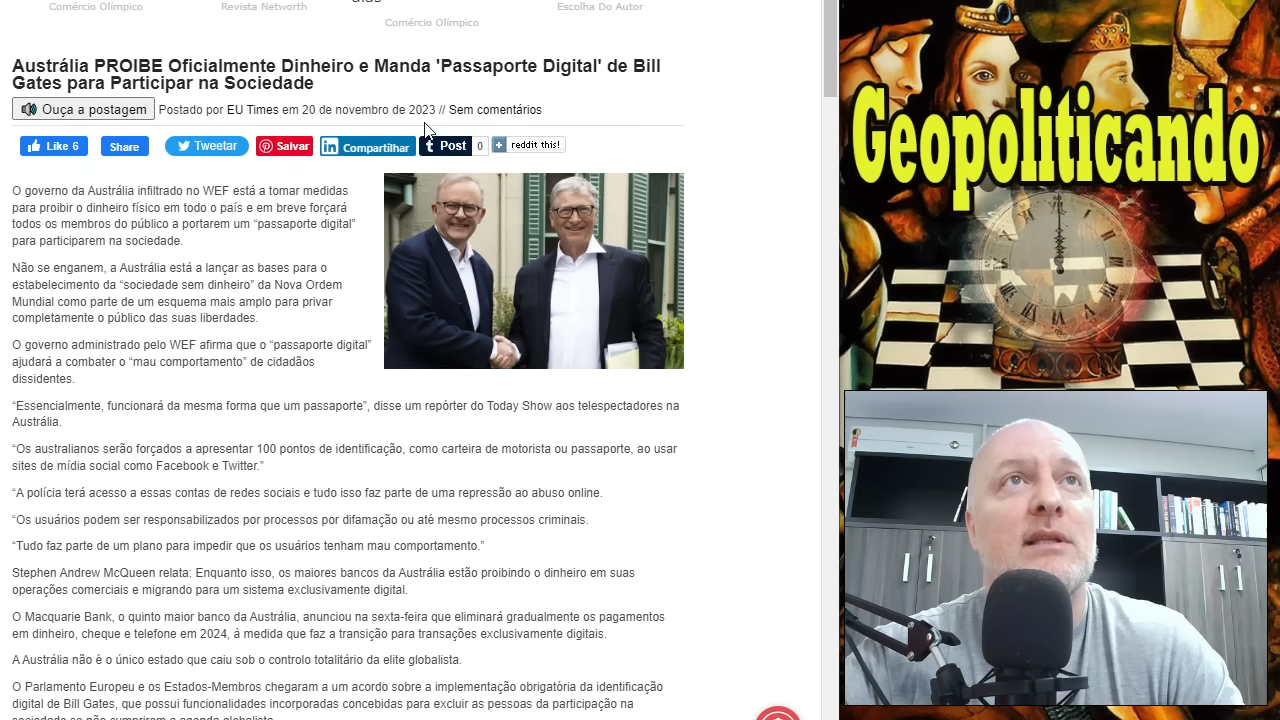 dias
Comércio Olímpico
Revista Networth
Escolha Do Autor
Comércio Olímpico
Austrália PROIBE Oficialmente Dinheiro e Manda 'Passaporte Digital' de Bill
Gates para Participar na Sociedade
Ouça a postagem Postado por EU Times em 20 de novembro de 2023 // Sem comentários
Like 6 Share Tweetar Salvar Compartilhar Post 0 reddit this!
O governo da Austrália infiltrado no WEF está a tomar medidas
para proibir o dinheiro físico em todo o país e em breve forçará
todos os membros do público a portarem um “passaporte digital”
para participarem na sociedade.
Não se enganem, a Austrália está a lançar as bases para o
estabelecimento da “sociedade sem dinheiro” da Nova Ordem
Mundial como parte de um esquema mais amplo para privar
completamente o público das suas liberdades.
O governo administrado pelo WEF afirma que o “passaporte digital”
ajudará a combater o “mau comportamento” de cidadãos
dissidentes.
“Essencialmente, funcionará da mesma forma que um passaporte”, disse um repórter do Today Show aos telespectadores na
Austrália.
“Os australianos serão forçados a apresentar 100 pontos de identificação, como carteira de motorista ou passaporte, ao usar
sites de mídia social como Facebook e Twitter.”
“A polícia terá acesso a essas contas de redes sociais e tudo isso faz parte de uma repressão ao abuso online.
“Os usuários podem ser responsabilizados por processos por difamação ou até mesmo processos criminais.
“Tudo faz parte de um plano para impedir que os usuários tenham mau comportamento.”
Stephen Andrew McQueen relata: Enquanto isso, os maiores bancos da Austrália estão proibindo o dinheiro em suas
operações comerciais e migrando para um sistema exclusivamente digital.
O Macquarie Bank, o quinto maior banco da Austrália, anunciou na sexta-feira que eliminará gradualmente os pagamentos
em dinheiro, cheque e telefone em 2024, à medida que faz a transição para transações exclusivamente digitais.
A Austrália não é o único estado que caiu sob o controlo totalitário da elite globalista.
O Parlamento Europeu e os Estados-Membros chegaram a um acordo sobre a implementação obrigatória da identificação
digital de Bill Gates, que possui funcionalidades incorporadas concebidas para excluir as pessoas da participação na
sociedade se não cumprirem a agenda globalista.
Geopoliticando